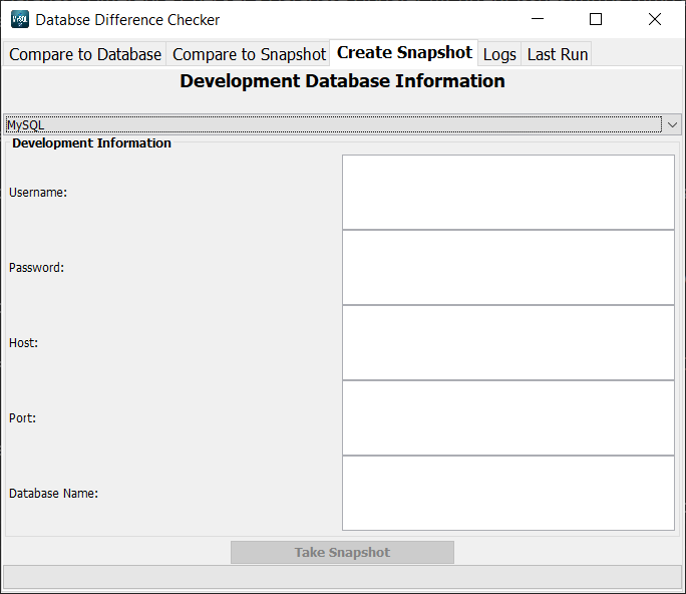 Databse Difference Checker
Compare to Database Compare to Snapshot Create Snapshot Logs Last Run
Development Database Information
MySQL
Development Information
Username:
Password:
Host:
Port:
Database Name:
Take Snapshot